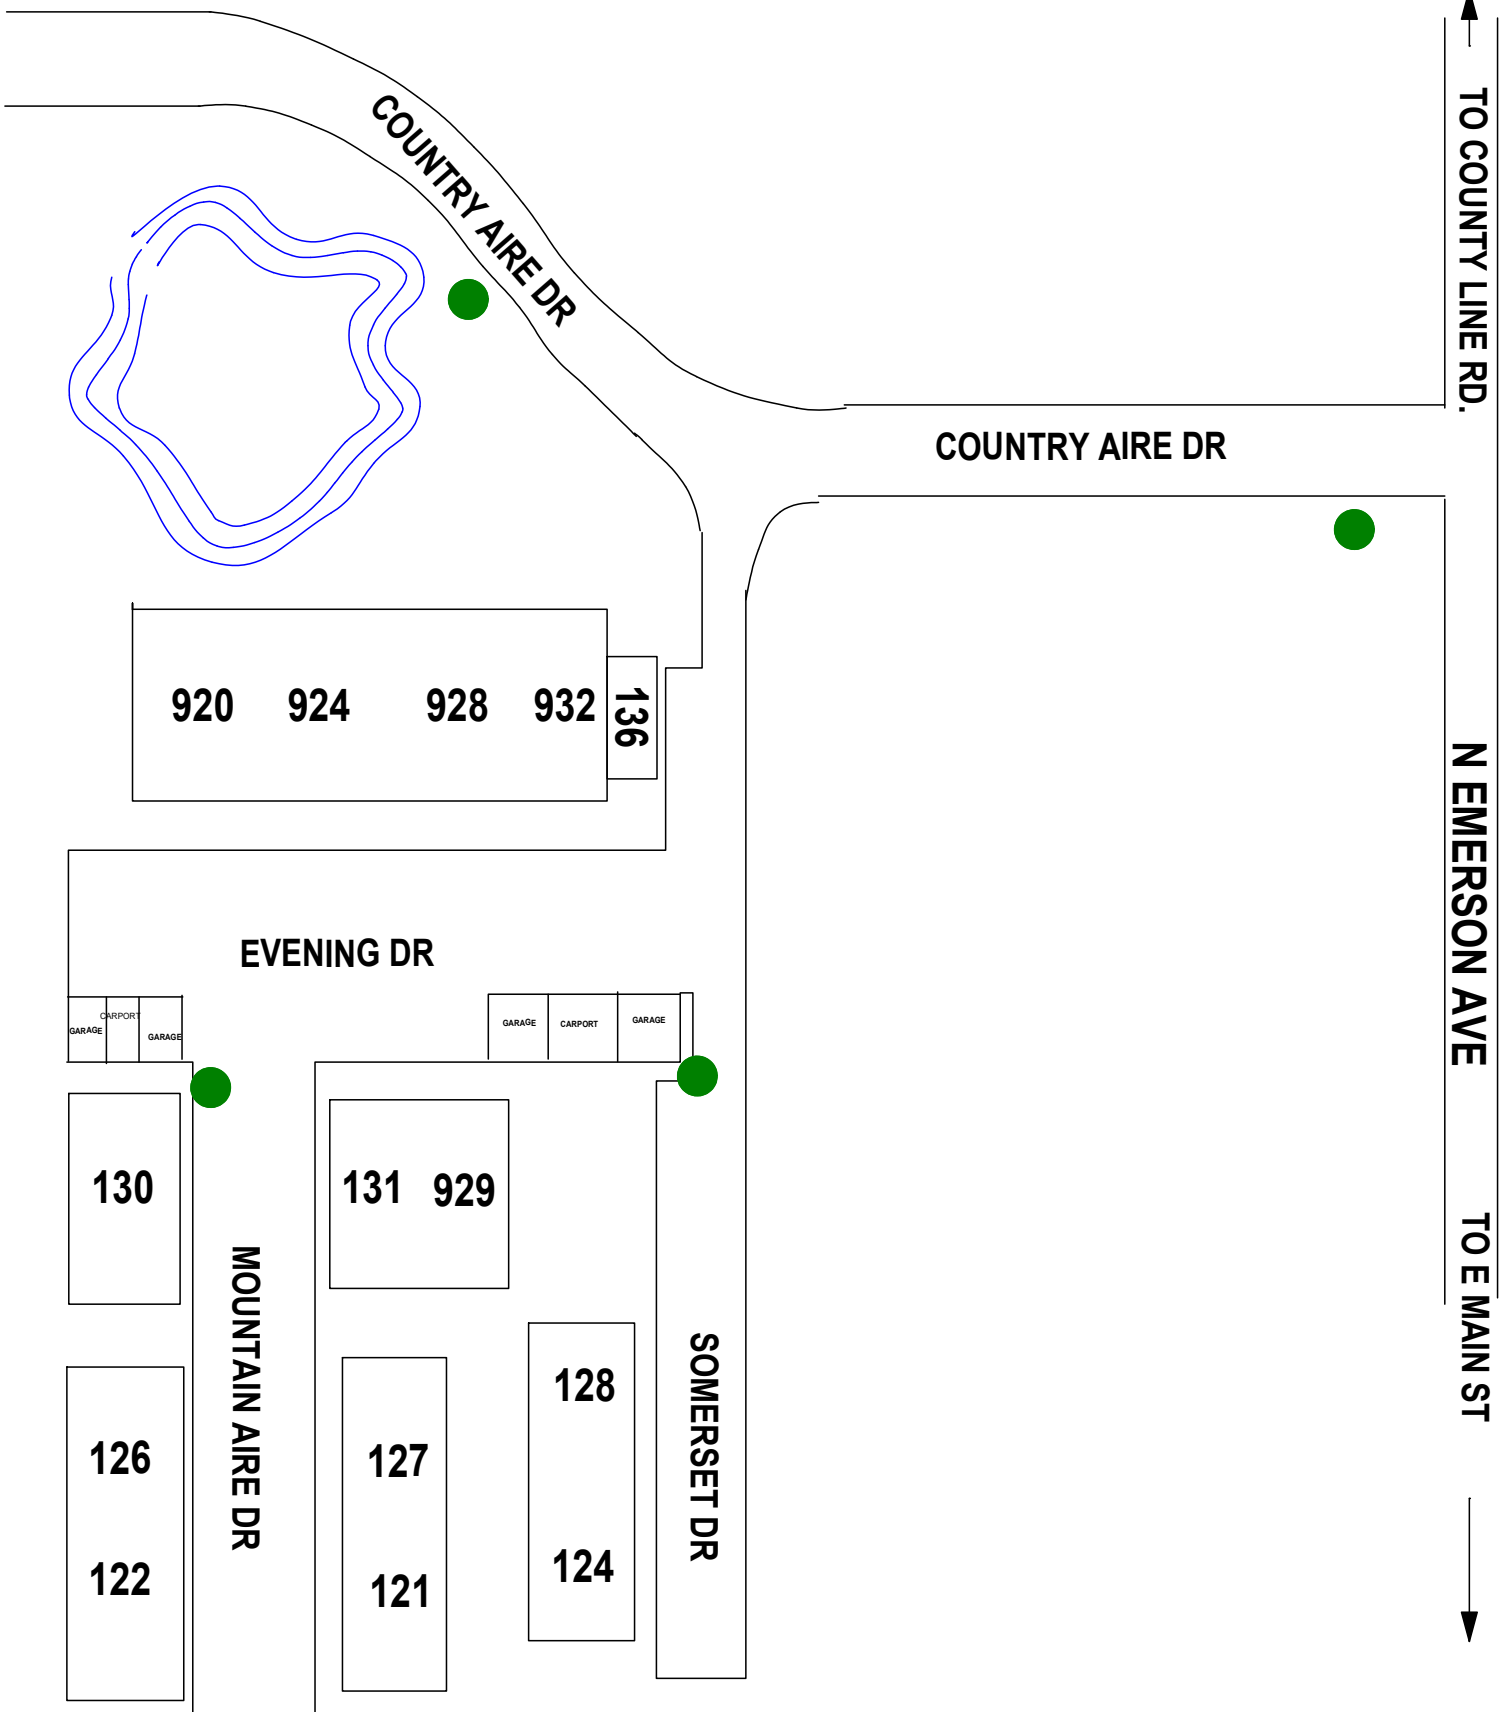 COUNTRY AIRE DR
TO COUNTY LINE RD.
COUNTRY AIRE DR
920 924 928 932 136
N EMERSON AVE
EVENING DR
GARAGE CARPORT GARAGE
GARAGE CARPORT GARAGE
130
131 929
MOUNTAIN AIRE DR
SOMERSET DR
TO E MAIN ST
128
126
127
124
122
121